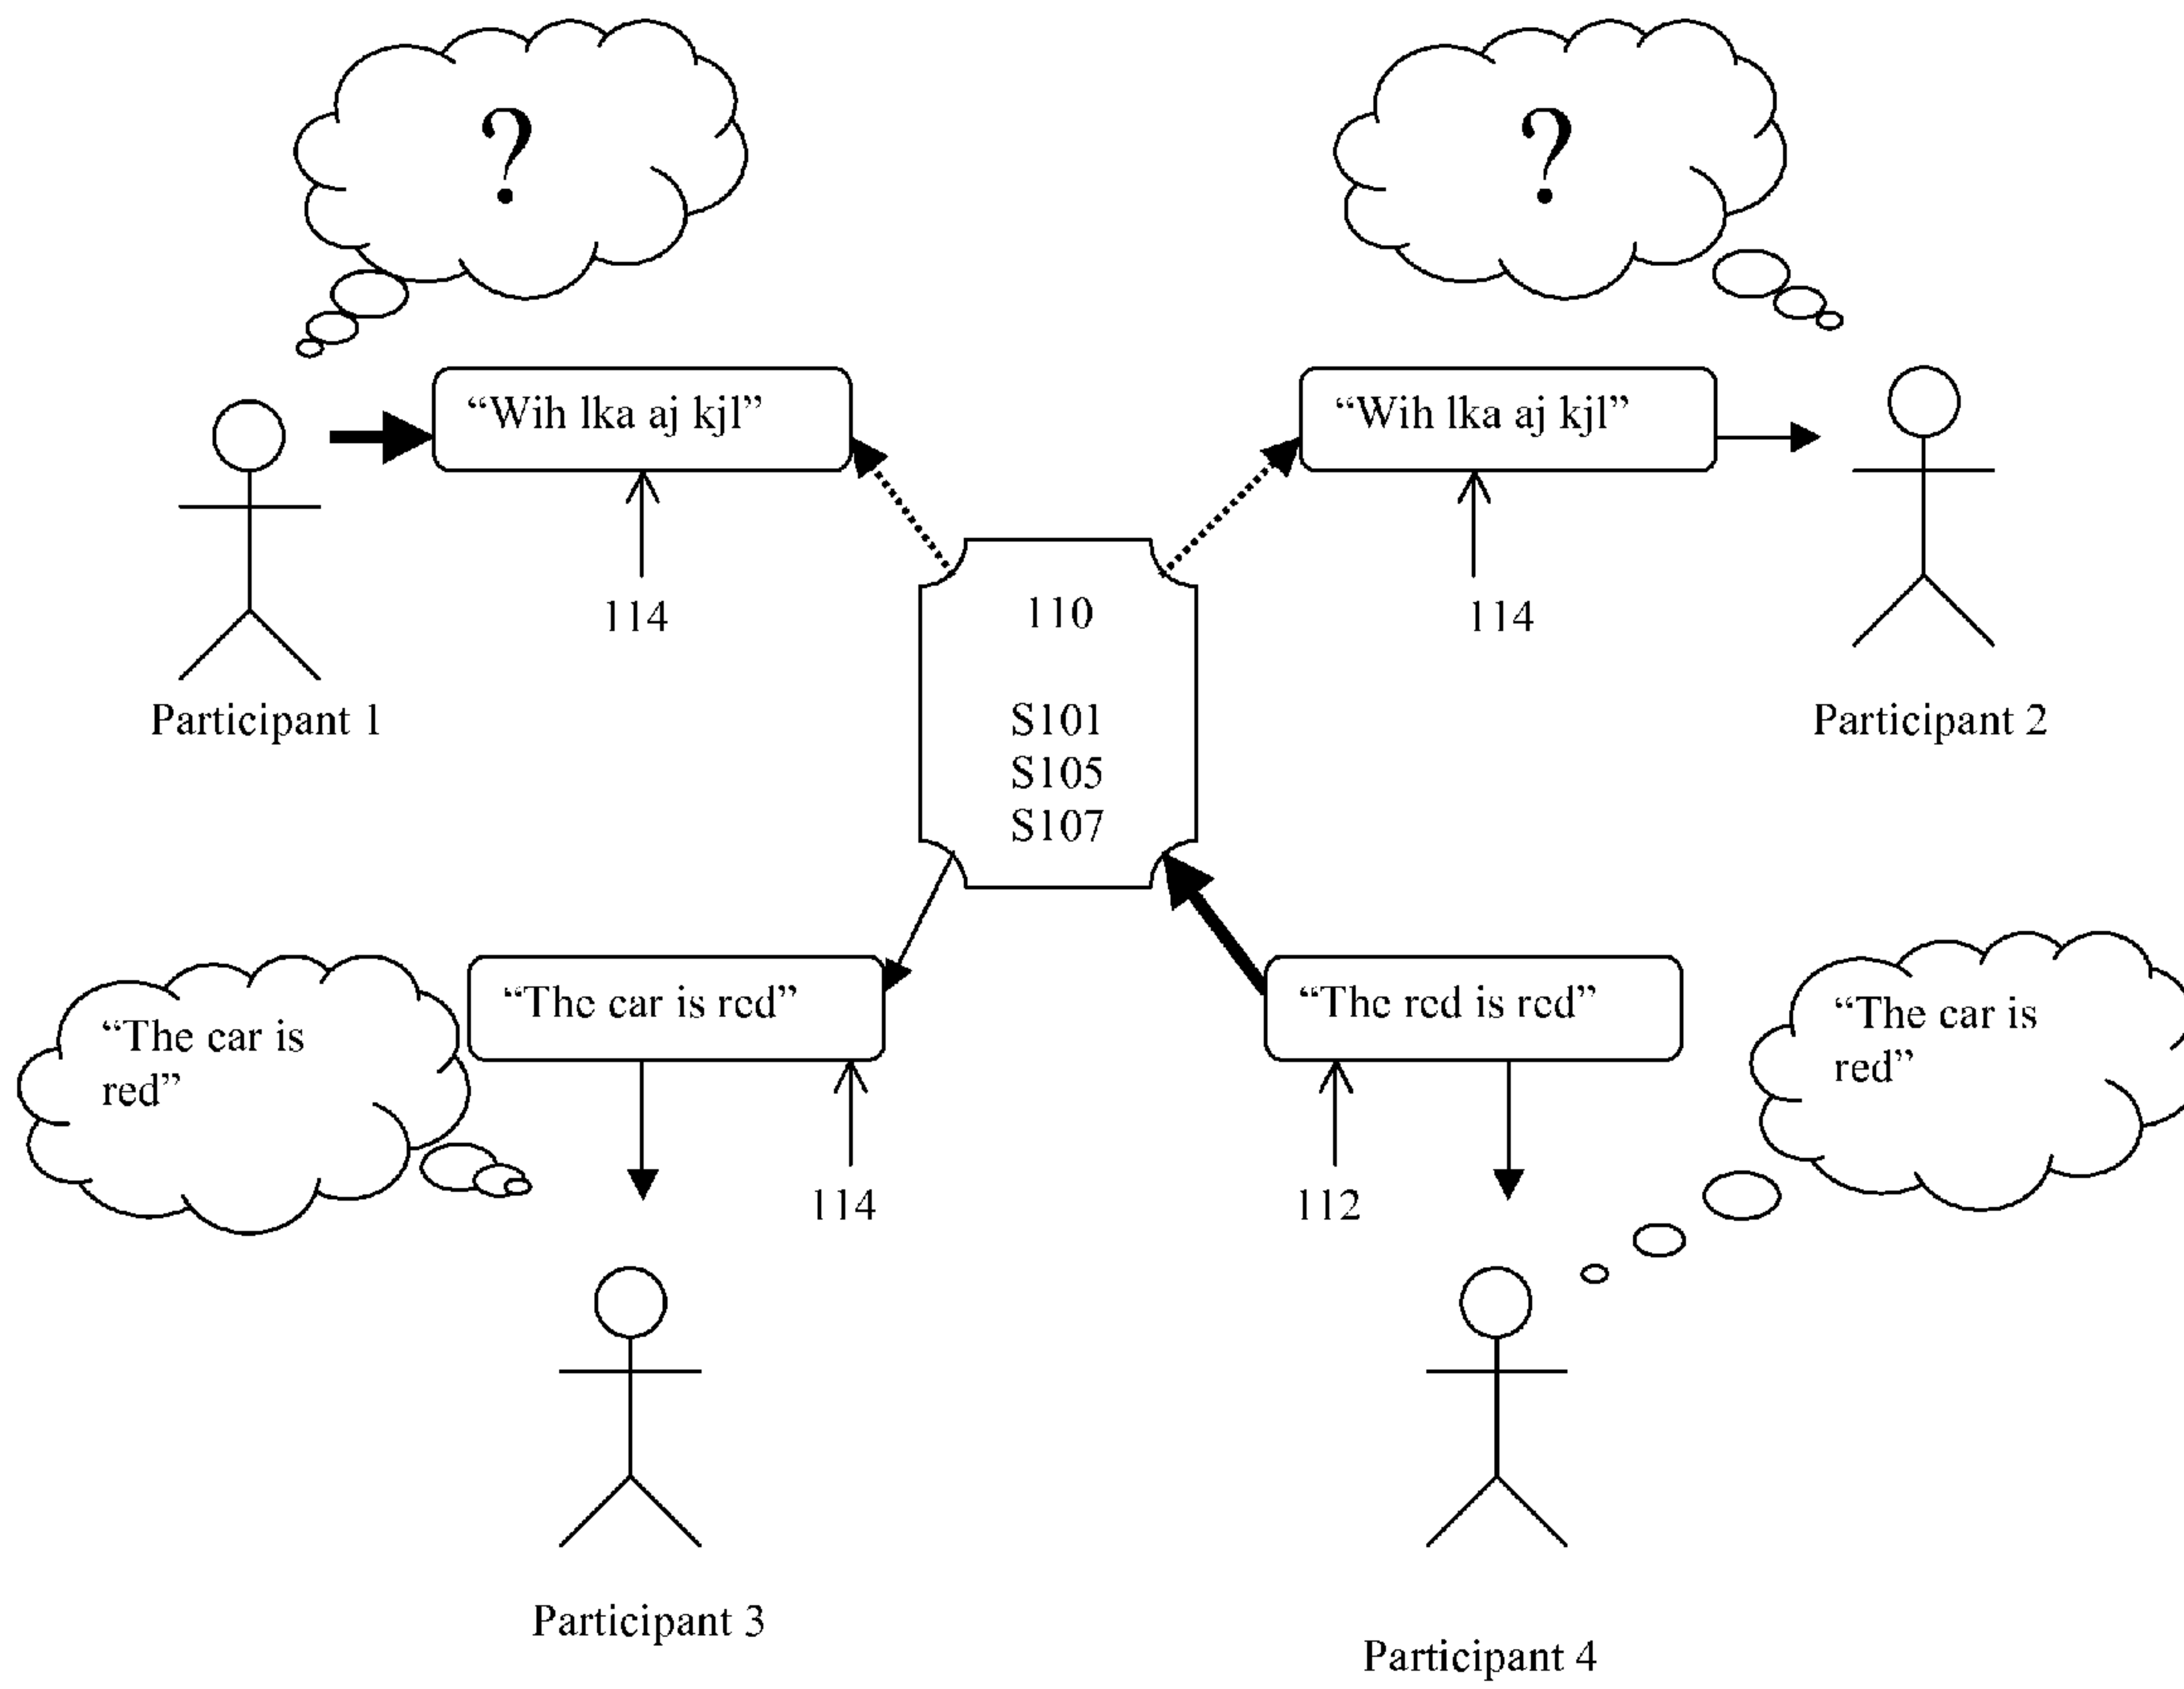 ?
?
“Wih lka aj kjl”
“Wih lka aj kjl”
114
114
110
S101
S105
S107
Participant 1
Participant 2
“The car is red”
“The red is red”
“The car is
red”
“The car is
red”
114
112
Participant 3
Participant 4